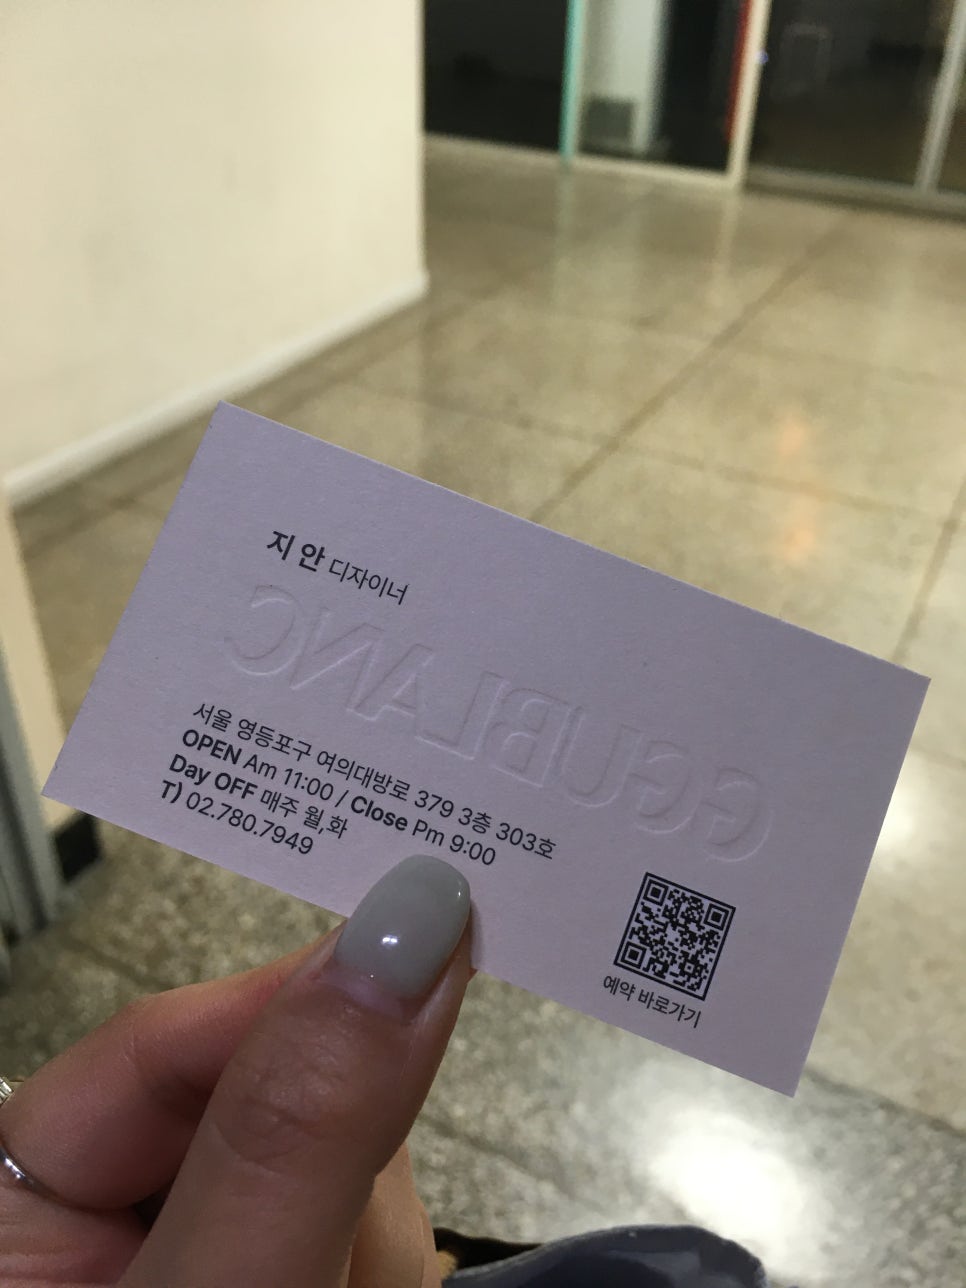 지 안 디자이너
GGUBLANC
서울 영등포구 여의대방로 379 3층 303호
OPEN Am 11:00 / Close Pm 9:00
Day OFF 매주 월,화
T) 02.780.7949
예약 바로가기